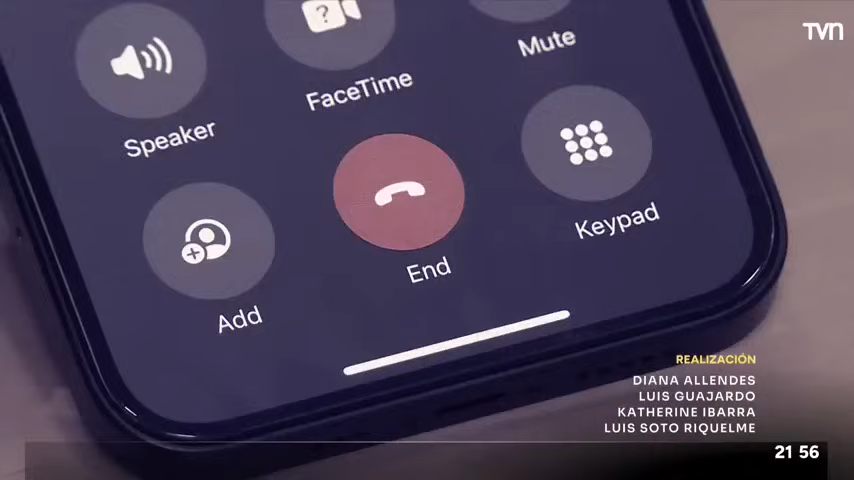 TVN
Mute
FaceTime
Speaker
Keypad
End
Add
REALIZACIÓN
DIANA ALLENDES
LUIS GUAJARDO
KATHERINE IBARRA
LUIS SOTO RIQUELME
21 56